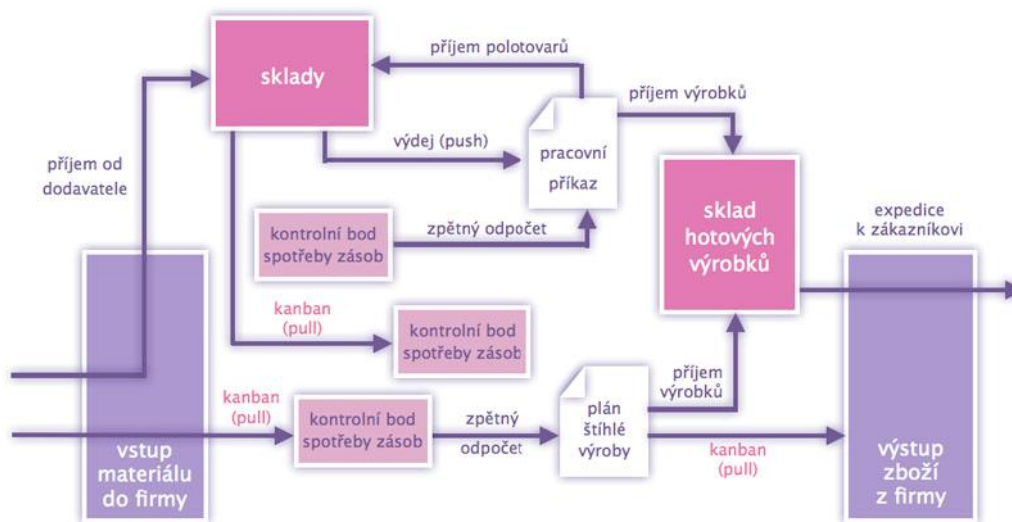 příjem polotovarů
sklady
příjem výrobků
výdej (push)
pracovní
příkaz
příjem od
dodavatele
sklad
hotových
výrobků
expedice
k zákazníkovi
kontrolní bod
spotřeby zásob
zpětný odpočet
kanban
(pull)
kontrolní bod
spotřeby zásob
kanban
(pull)
kontrolní bod
spotřeby zásob
zpětný
odpočet
plán
štíhlé
výroby
příjem
výrobků
kanban
(pull)
vstup
materiálu
do firmy
výstup
zboží
z firmy